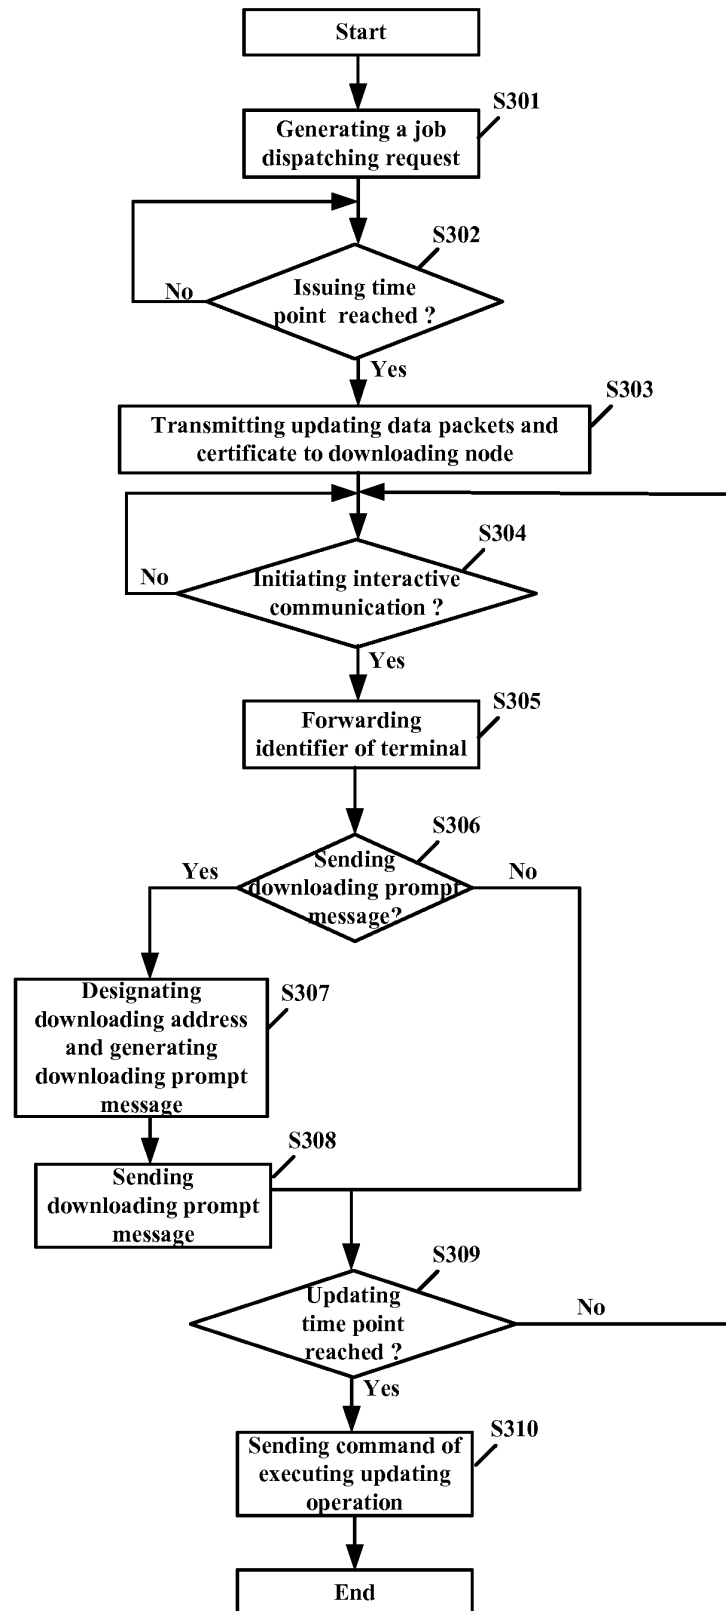 Start
S301
Generating a job
dispatching request
S302
No
Issuing time
point reached ?
Yes
S303
Transmitting updating data packets and
certificate to downloading node
S304
No
Initiating interactive
communication ?
Yes
S305
Forwarding
identifier of terminal
S306
Yes
Sending
downloading prompt
message?
No
S307
Designating
downloading address
and generating
downloading prompt
message
S308
Sending
downloading prompt
message
S309
Updating
time point
reached ?
No
Yes
S310
Sending command of
executing updating
operation
End